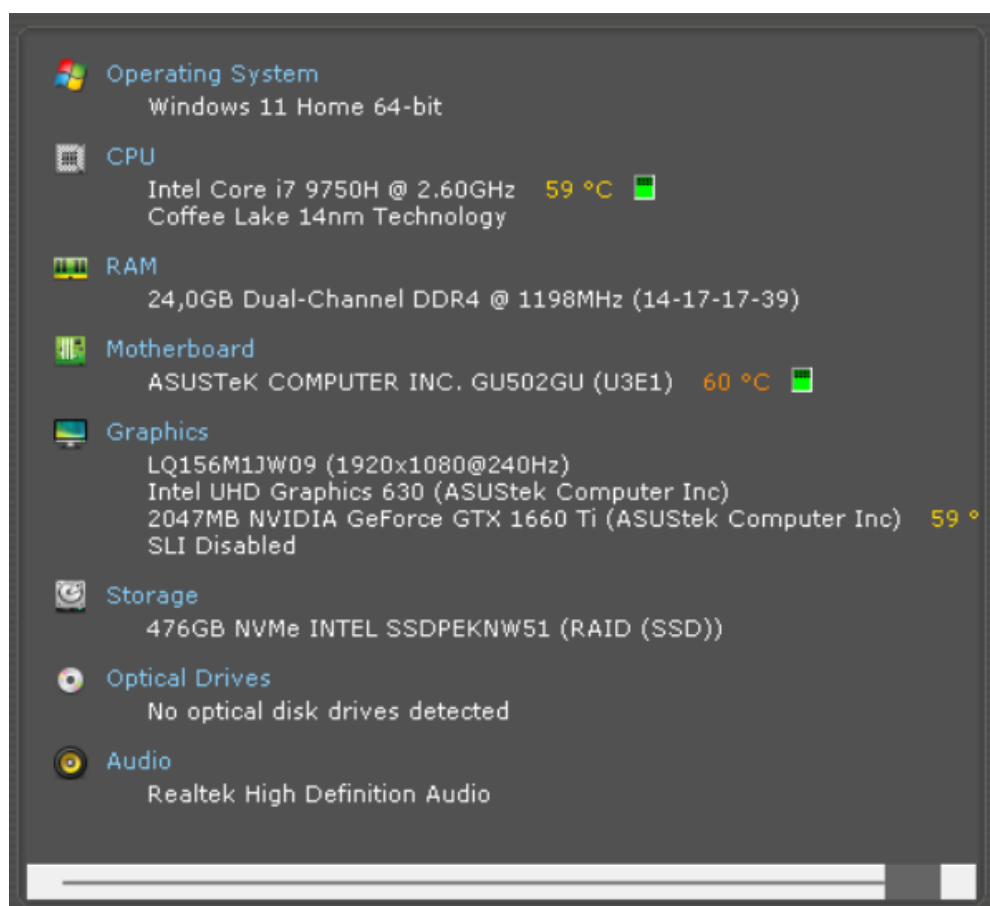 Operating System
Windows 11 Home 64-bit
CPU
Intel Core i7 9750H @ 2.60GHz 59 °C
Coffee Lake 14nm Technology
RAM
24,0GB Dual-Channel DDR4 @ 1198MHz (14-17-17-39)
Motherboard
ASUSTeK COMPUTER INC. GU502GU (U3E1) 60 °C
Graphics
LQ156M1JW09 (1920x1080@240Hz)
Intel UHD Graphics 630 (ASUStek Computer Inc)
2047MB NVIDIA GeForce GTX 1660 Ti (ASUStek Computer Inc) 59 °
SLI Disabled
Storage
476GB NVMe INTEL SSDPEKNW51 (RAID (SSD))
Optical Drives
No optical disk drives detected
Audio
Realtek High Definition Audio